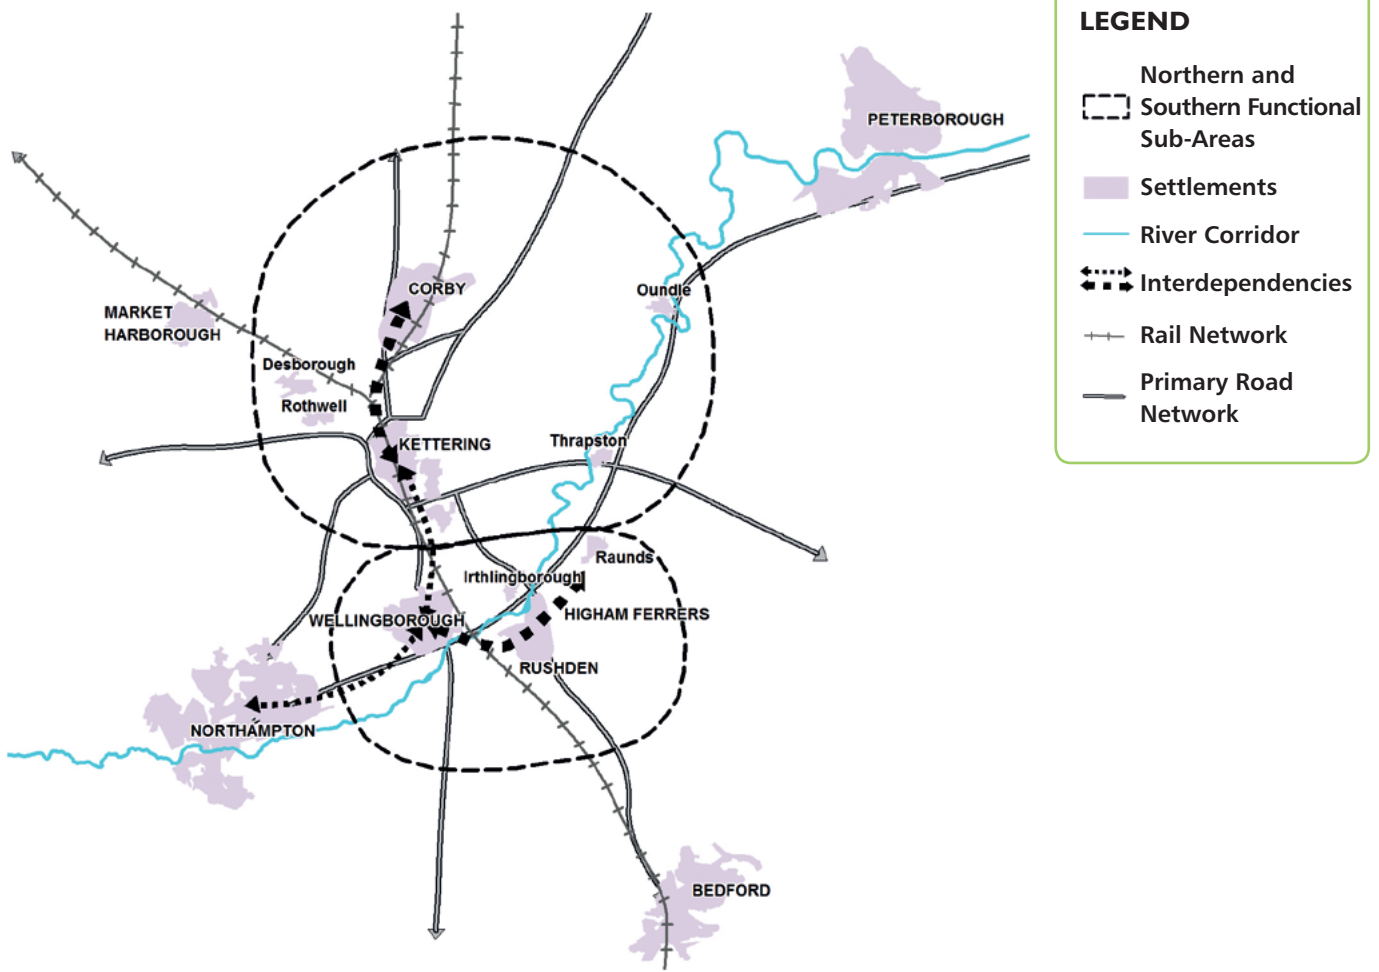 LEGEND
Northern and
Southern Functional
Sub-Areas
Settlements
River Corridor
Interdependencies
Rail Network
Primary Road
Network
PETERBOROUGH
CORBY
Oundle
MARKET
HARBOROUGH
Desborough
Rothwell
KETTERING
Thrapston
Raunds
Irthlingborough
HIGHAM FERRERS
WELLINGBOROUGH
RUSHDEN
NORTHAMPTON
BEDFORD